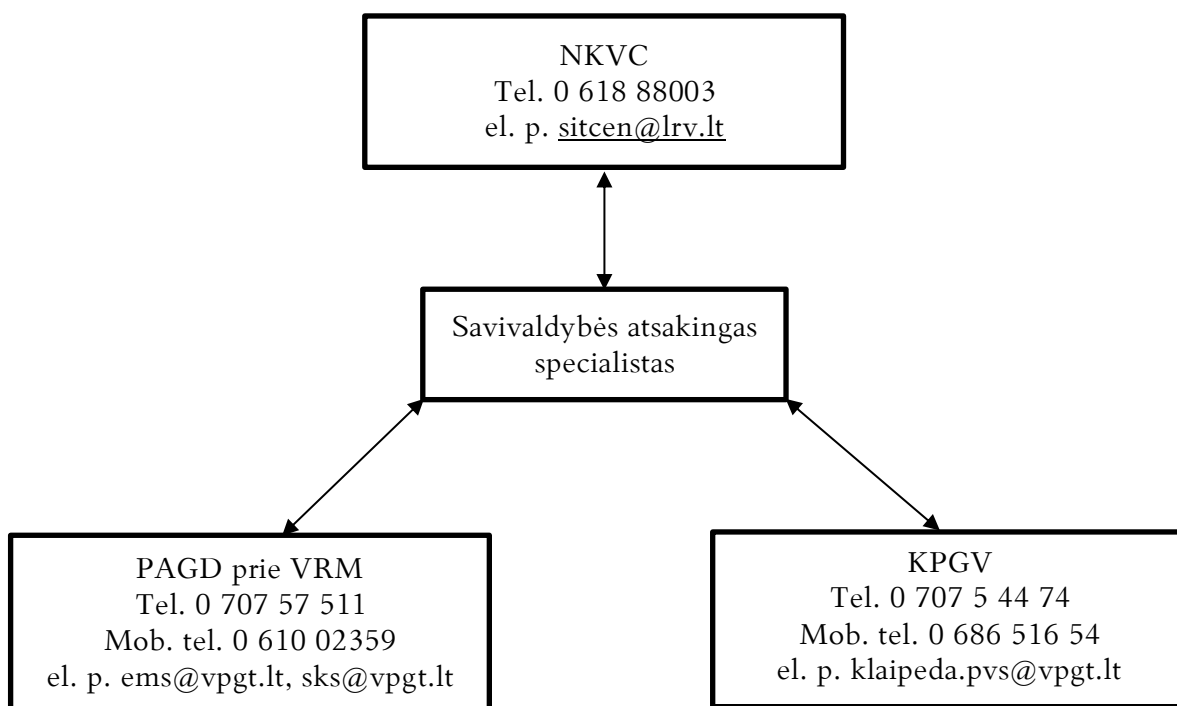 NKVC
Tel. 0 618 88003
el. p. sitcen@lrv.lt
Savivaldybės atsakingas
specialistas
PAGD prie VRM
Tel. 0 707 57 511
Mob. tel. 0 610 02359
el. p. ems@vpgt.lt, sks@vpgt.lt
KPGV
Tel. 0 707 5 44 74
Mob. tel. 0 686 516 54
el. p. klaipeda.pvs@vpgt.lt